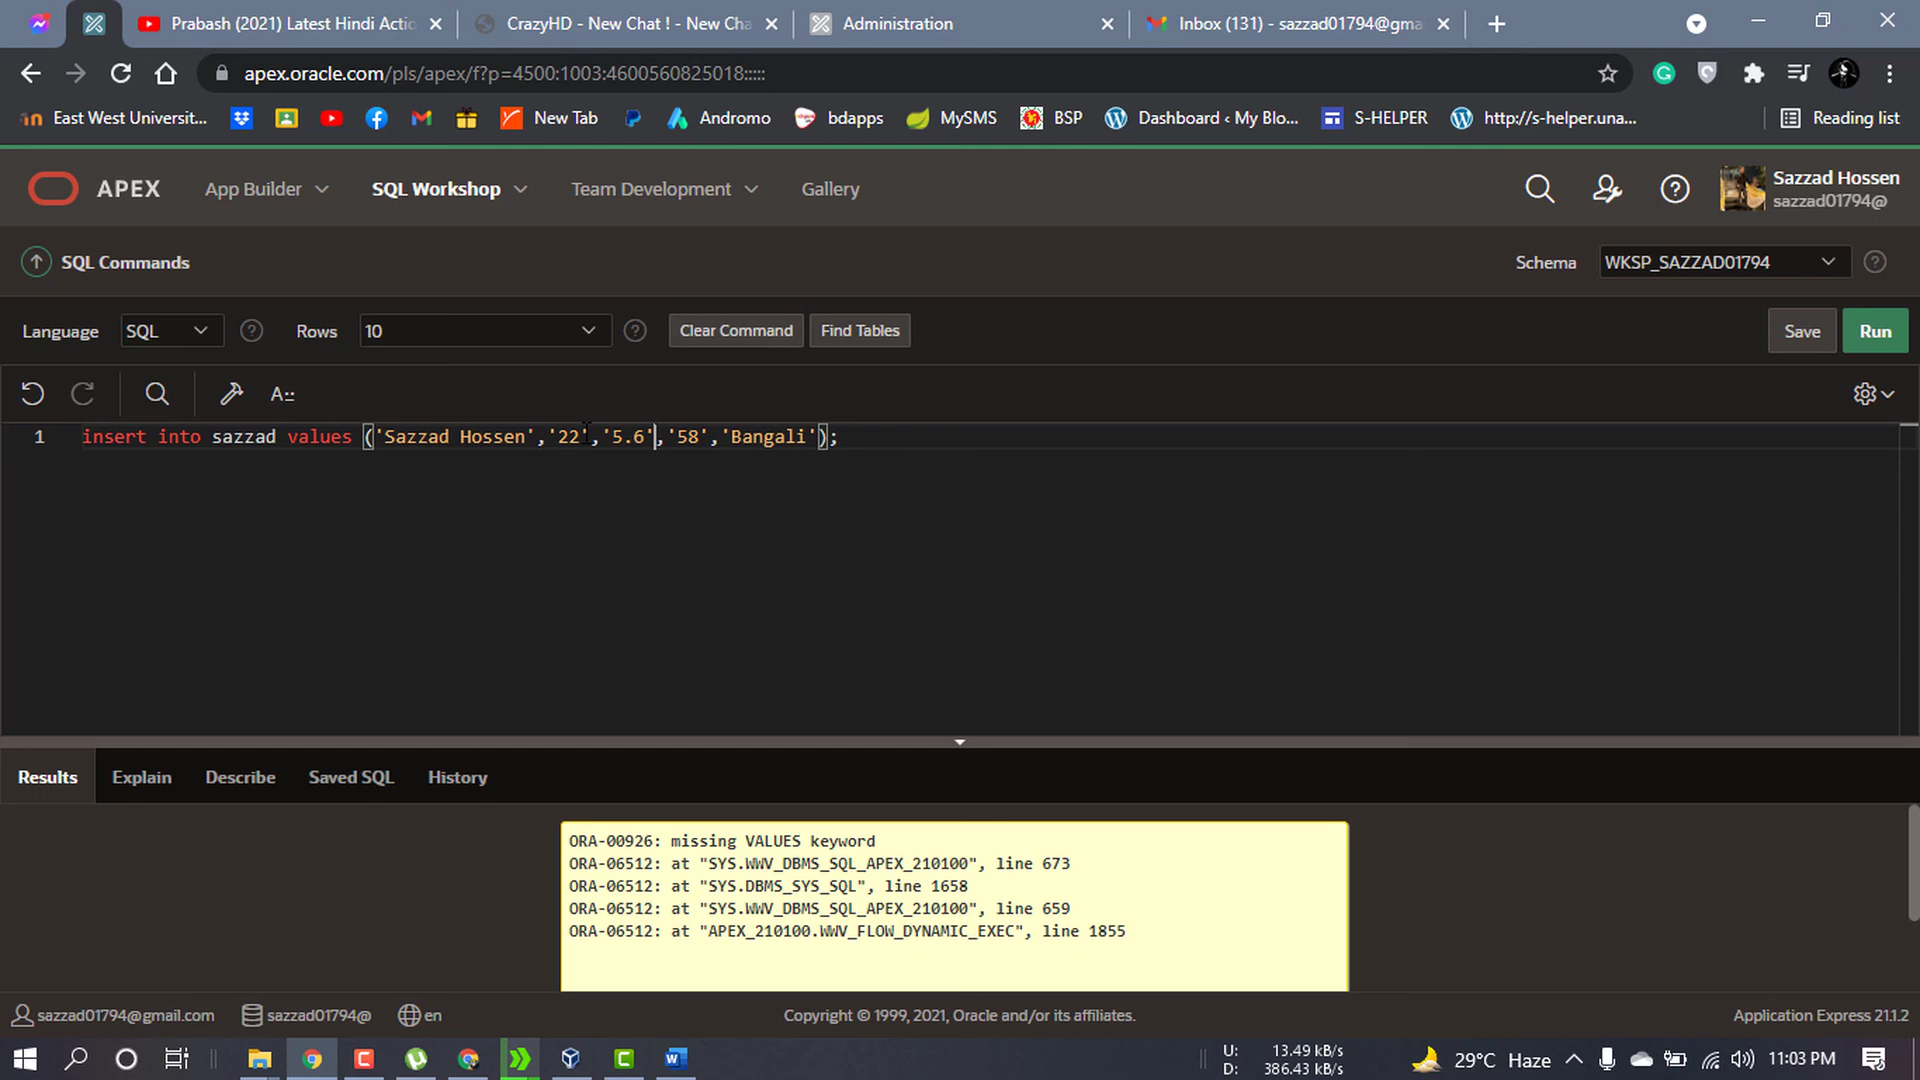 Prabash (2021) Latest Hindi Actio
CrazyHD - New Chat ! - New Cha
Administration
Inbox (131) - sazzad01794@gma
apex.oracle.com/pls/apex/f?p=4500:1003:4600560825018:::::
East West Universit...
New Tab
Andromo
bdapps
MySMS
BSP
Dashboard ‹ My Blo...
S-HELPER
http://s-helper.una...
Reading list
APEX
App Builder
SQL Workshop
Team Development
Gallery
Sazzad Hossen
sazzad01794@
SQL Commands
Schema
WKSP_SAZZAD01794
Language
SQL
Rows
10
Clear Command
Find Tables
Save
Run
A::
1 insert into sazzad values ('Sazzad Hossen','22','5.6','58','Bangali');
Results
Explain
Describe
Saved SQL
History
ORA-00926: missing VALUES keyword
ORA-06512: at "SYS.WWV_DBMS_SQL_APEX_210100", line 673
ORA-06512: at "SYS.DBMS_SYS_SQL", line 1658
ORA-06512: at "SYS.WWV_DBMS_SQL_APEX_210100", line 659
ORA-06512: at "APEX_210100.WWV_FLOW_DYNAMIC_EXEC", line 1855
sazzad01794@gmail.com
sazzad01794@
en
Copyright © 1999, 2021, Oracle and/or its affiliates.
Application Express 21.1.2
U: 13.49 kB/s
D: 386.43 kB/s
29°C Haze
11:03 PM